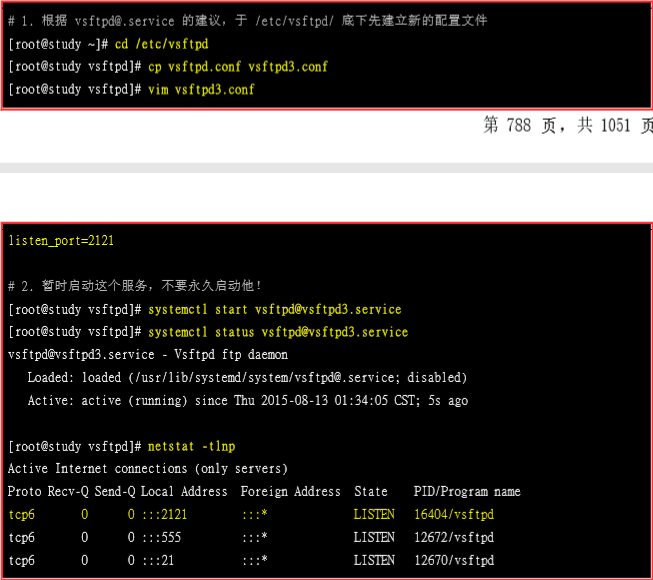 # 1. 根据 vsftpd@.service 的建议，于 /etc/vsftpd/ 底下先建立新的配置文件
[root@study ~]# cd /etc/vsftpd
[root@study vsftpd]# cp vsftpd.conf vsftpd3.conf
[root@study vsftpd]# vim vsftpd3.conf
第 788 页，共 1051 页
listen_port=2121
# 2. 暂时启动这个服务，不要永久启动他！
[root@study vsftpd]# systemctl start vsftpd@vsftpd3.service
[root@study vsftpd]# systemctl status vsftpd@vsftpd3.service
vsftpd@vsftpd3.service - Vsftpd ftp daemon
Loaded: loaded (/usr/lib/systemd/system/vsftpd@.service; disabled)
Active: active (running) since Thu 2015-08-13 01:34:05 CST; 5s ago
[root@study vsftpd]# netstat -tlnp
Active Internet connections (only servers)
Proto Recv-Q Send-Q Local Address Foreign Address State PID/Program name
tcp6 0 0 :::2121 :::* LISTEN 16404/vsftpd
tcp6 0 0 :::555 :::* LISTEN 12672/vsftpd
tcp6 0 0 :::21 :::* LISTEN 12670/vsftpd